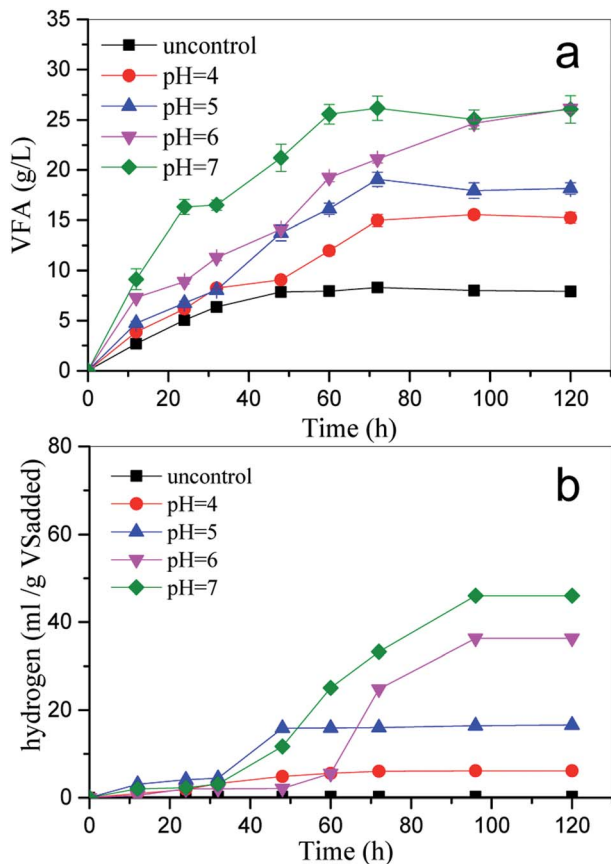 a
uncontrol
pH=4
pH=5
pH=6
pH=7
VFA (g/L)
35
30
25
20
15
10
5
0
0 20 40 60 80 100 120
Time (h)
b
uncontrol
pH=4
pH=5
pH=6
pH=7
hydrogen (ml /g VSadded)
80
60
40
20
0
0 20 40 60 80 100 120
Time (h)